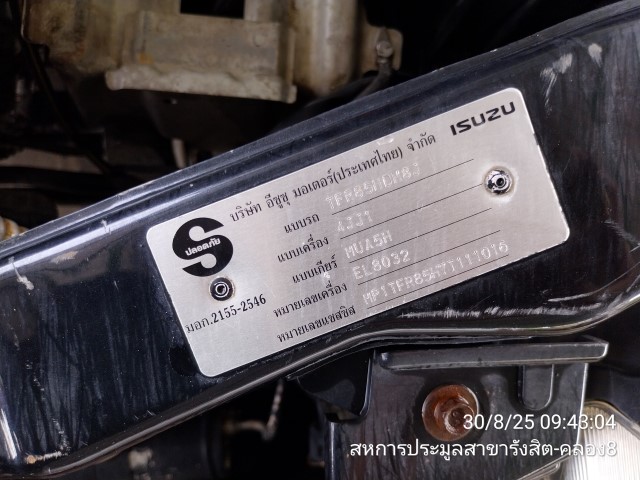 ISUZU
บริษัท อีซูซุ มอเตอร์(ประเทศไทย) จำกัด
ปลอดภัย
แบบรถ
แบบเครื่อง 4JJ1
แบบเกียร์ MUA5H
หมายเลขเครื่อง EL8032
หมายเลขแชสซีส
มอก.2155-2546
30/8/25 09:43:04
สหการประมูลสาขารังสิต-คลอง8